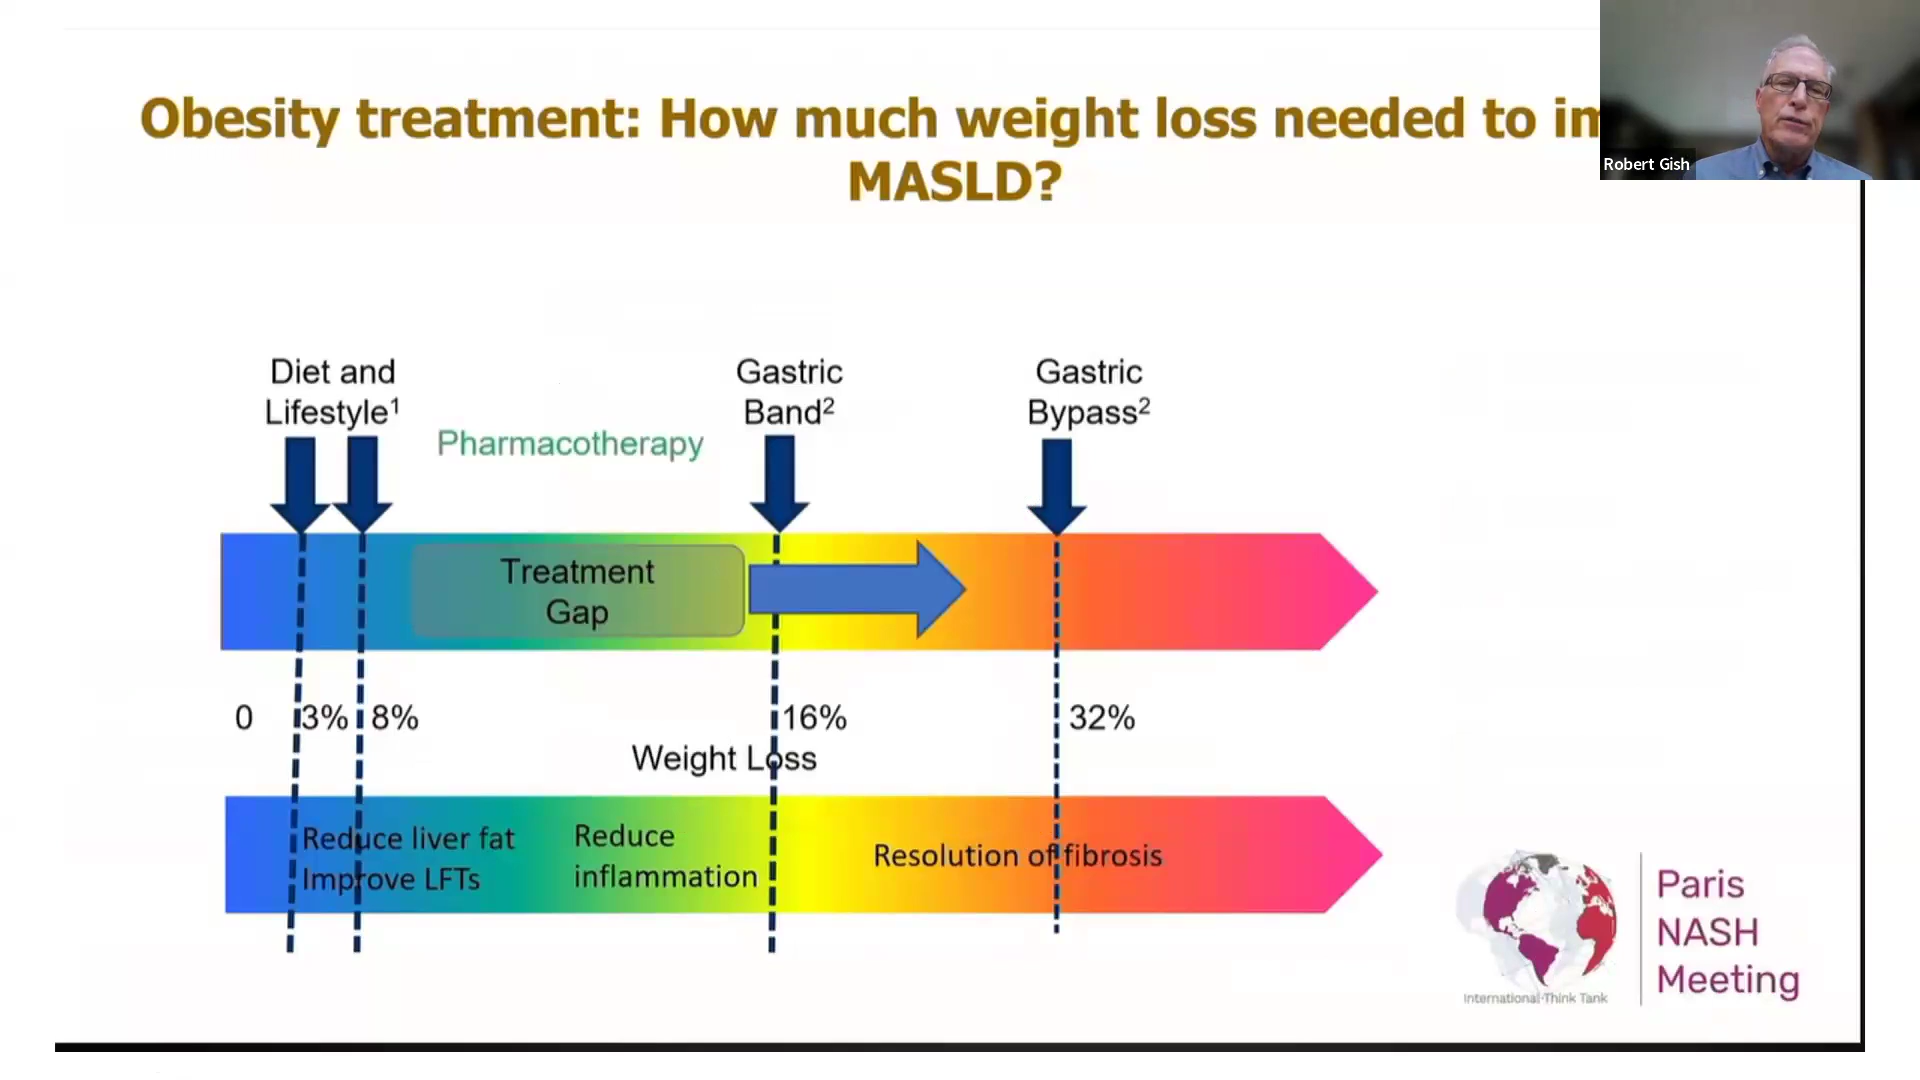 Obesity treatment: How much weight loss needed to im
MASLD?
Robert Gish
Diet and
Lifestyle¹
Pharmacotherapy
Gastric
Band²
Gastric
Bypass²
Treatment
Gap
0 3% 8% 16% 32%
Weight Loss
Reduce liver fat
Improve LFTs
Reduce
inflammation
Resolution of fibrosis
International Think Tank
Paris
NASH
Meeting